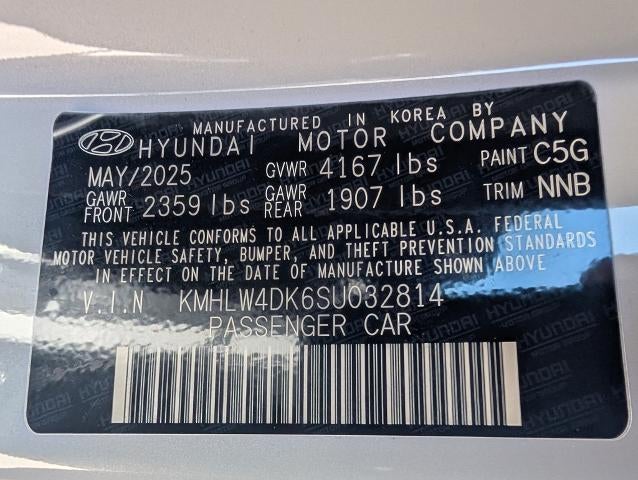 MANUFACTURED IN KOREA BY
HYUNDAI MOTOR COMPANY
MAY/2025 GVWR 4167 lbs PAINT C5G
GAWR FRONT 2359 lbs GAWR REAR 1907 lbs TRIM NNB
THIS VEHICLE CONFORMS TO ALL APPLICABLE U.S.A. FEDERAL
MOTOR VEHICLE SAFETY, BUMPER, AND THEFT PREVENTION STANDARDS
IN EFFECT ON THE DATE OF MANUFACTURE SHOWN ABOVE.
V.I.N KMHLW4DK6SU032814
PASSENGER CAR